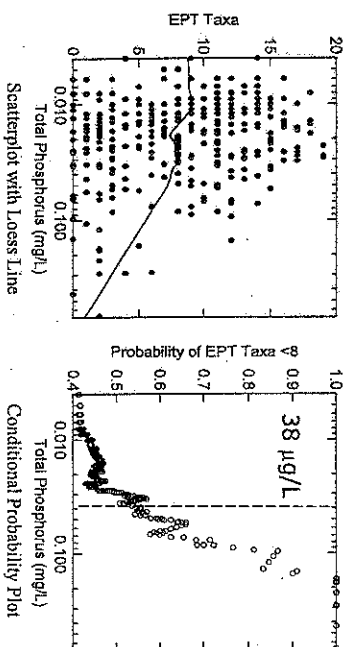 EPT Taxa
20
15
10
5
0
0.010
0.100
Total Phosphorus (mg/L)
Scatterplot with Loess Line
Probability of EPT Taxa <8
1.0
0.9
0.8
0.7
0.6
0.5
0.4
38 µg/L
0.010
0.100
Total Phosphorus (mg/L)
Conditional Probability Plot